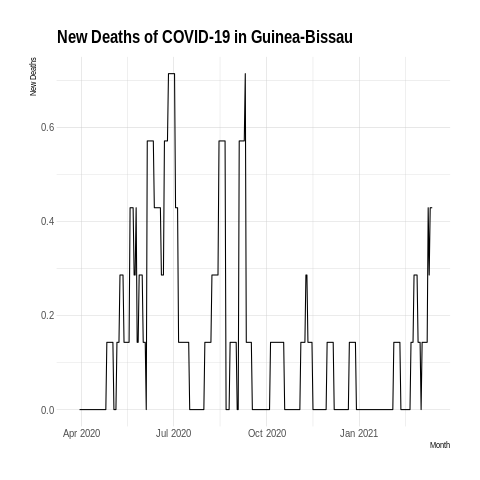 New Deaths of COVID-19 in Guinea-Bissau
New Deaths
0.6
0.4
0.2
0.0
Apr 2020 Jul 2020 Oct 2020 Jan 2021
Month